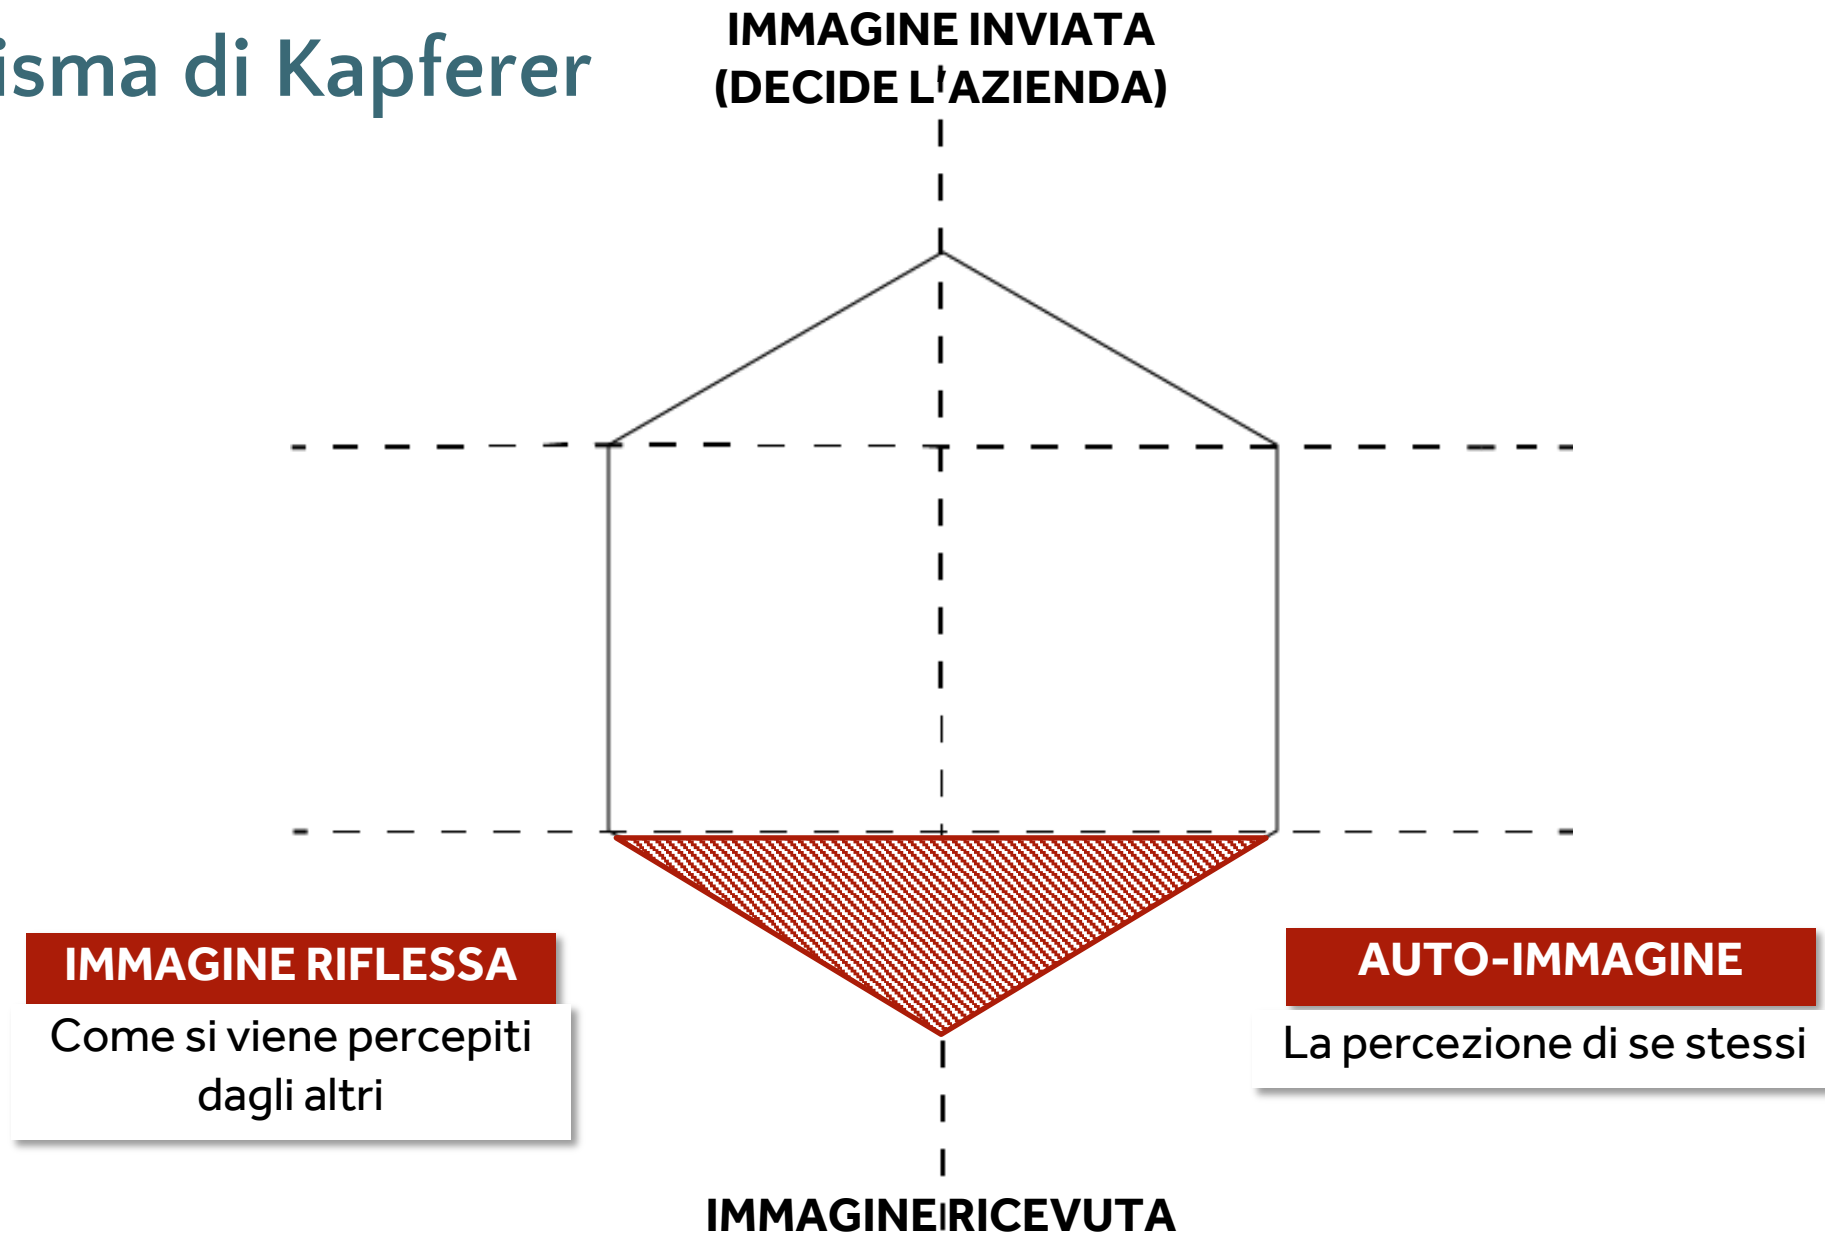 isma di Kapferer
IMMAGINE INVIATA
(DECIDE L'AZIENDA)
IMMAGINE RIFLESSA
Come si viene percepiti
dagli altri
AUTO-IMMAGINE
La percezione di se stessi
IMMAGINE RICEVUTA